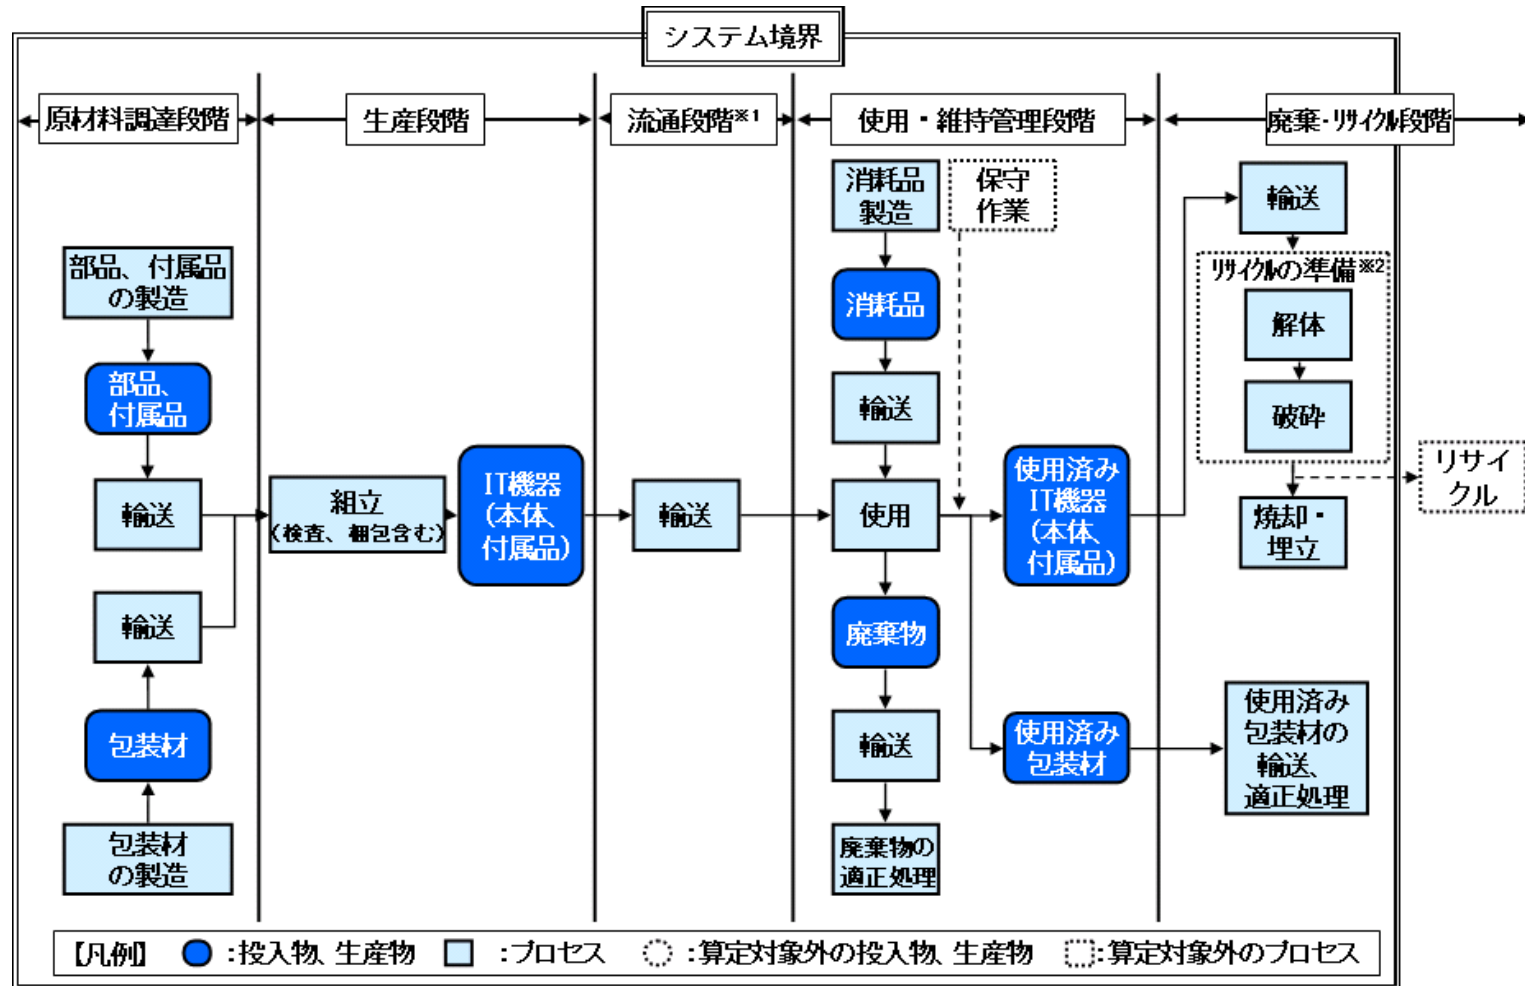 システム境界
原材料調達段階
生産段階
流通段階※1
使用・維持管理段階
廃棄・リサイクル段階
部品、付属品
の製造
部品、
付属品
輸送
輸送
包装材
包装材
の製造
組立
(検査、梱包含む)
IT機器
(本体、
付属品)
輸送
消耗品
製造
保守
作業
消耗品
輸送
使用
廃棄物
輸送
廃棄物の
適正処理
使用済み
IT機器
(本体、
付属品)
使用済み
包装材
輸送
リサイクルの準備※2
解体
破砕
リサイ
クル
焼却・
埋立
使用済み
包装材の
輸送、
適正処理
【凡例】 :投入物、生産物 :プロセス :算定対象外の投入物、生産物 :算定対象外のプロセス